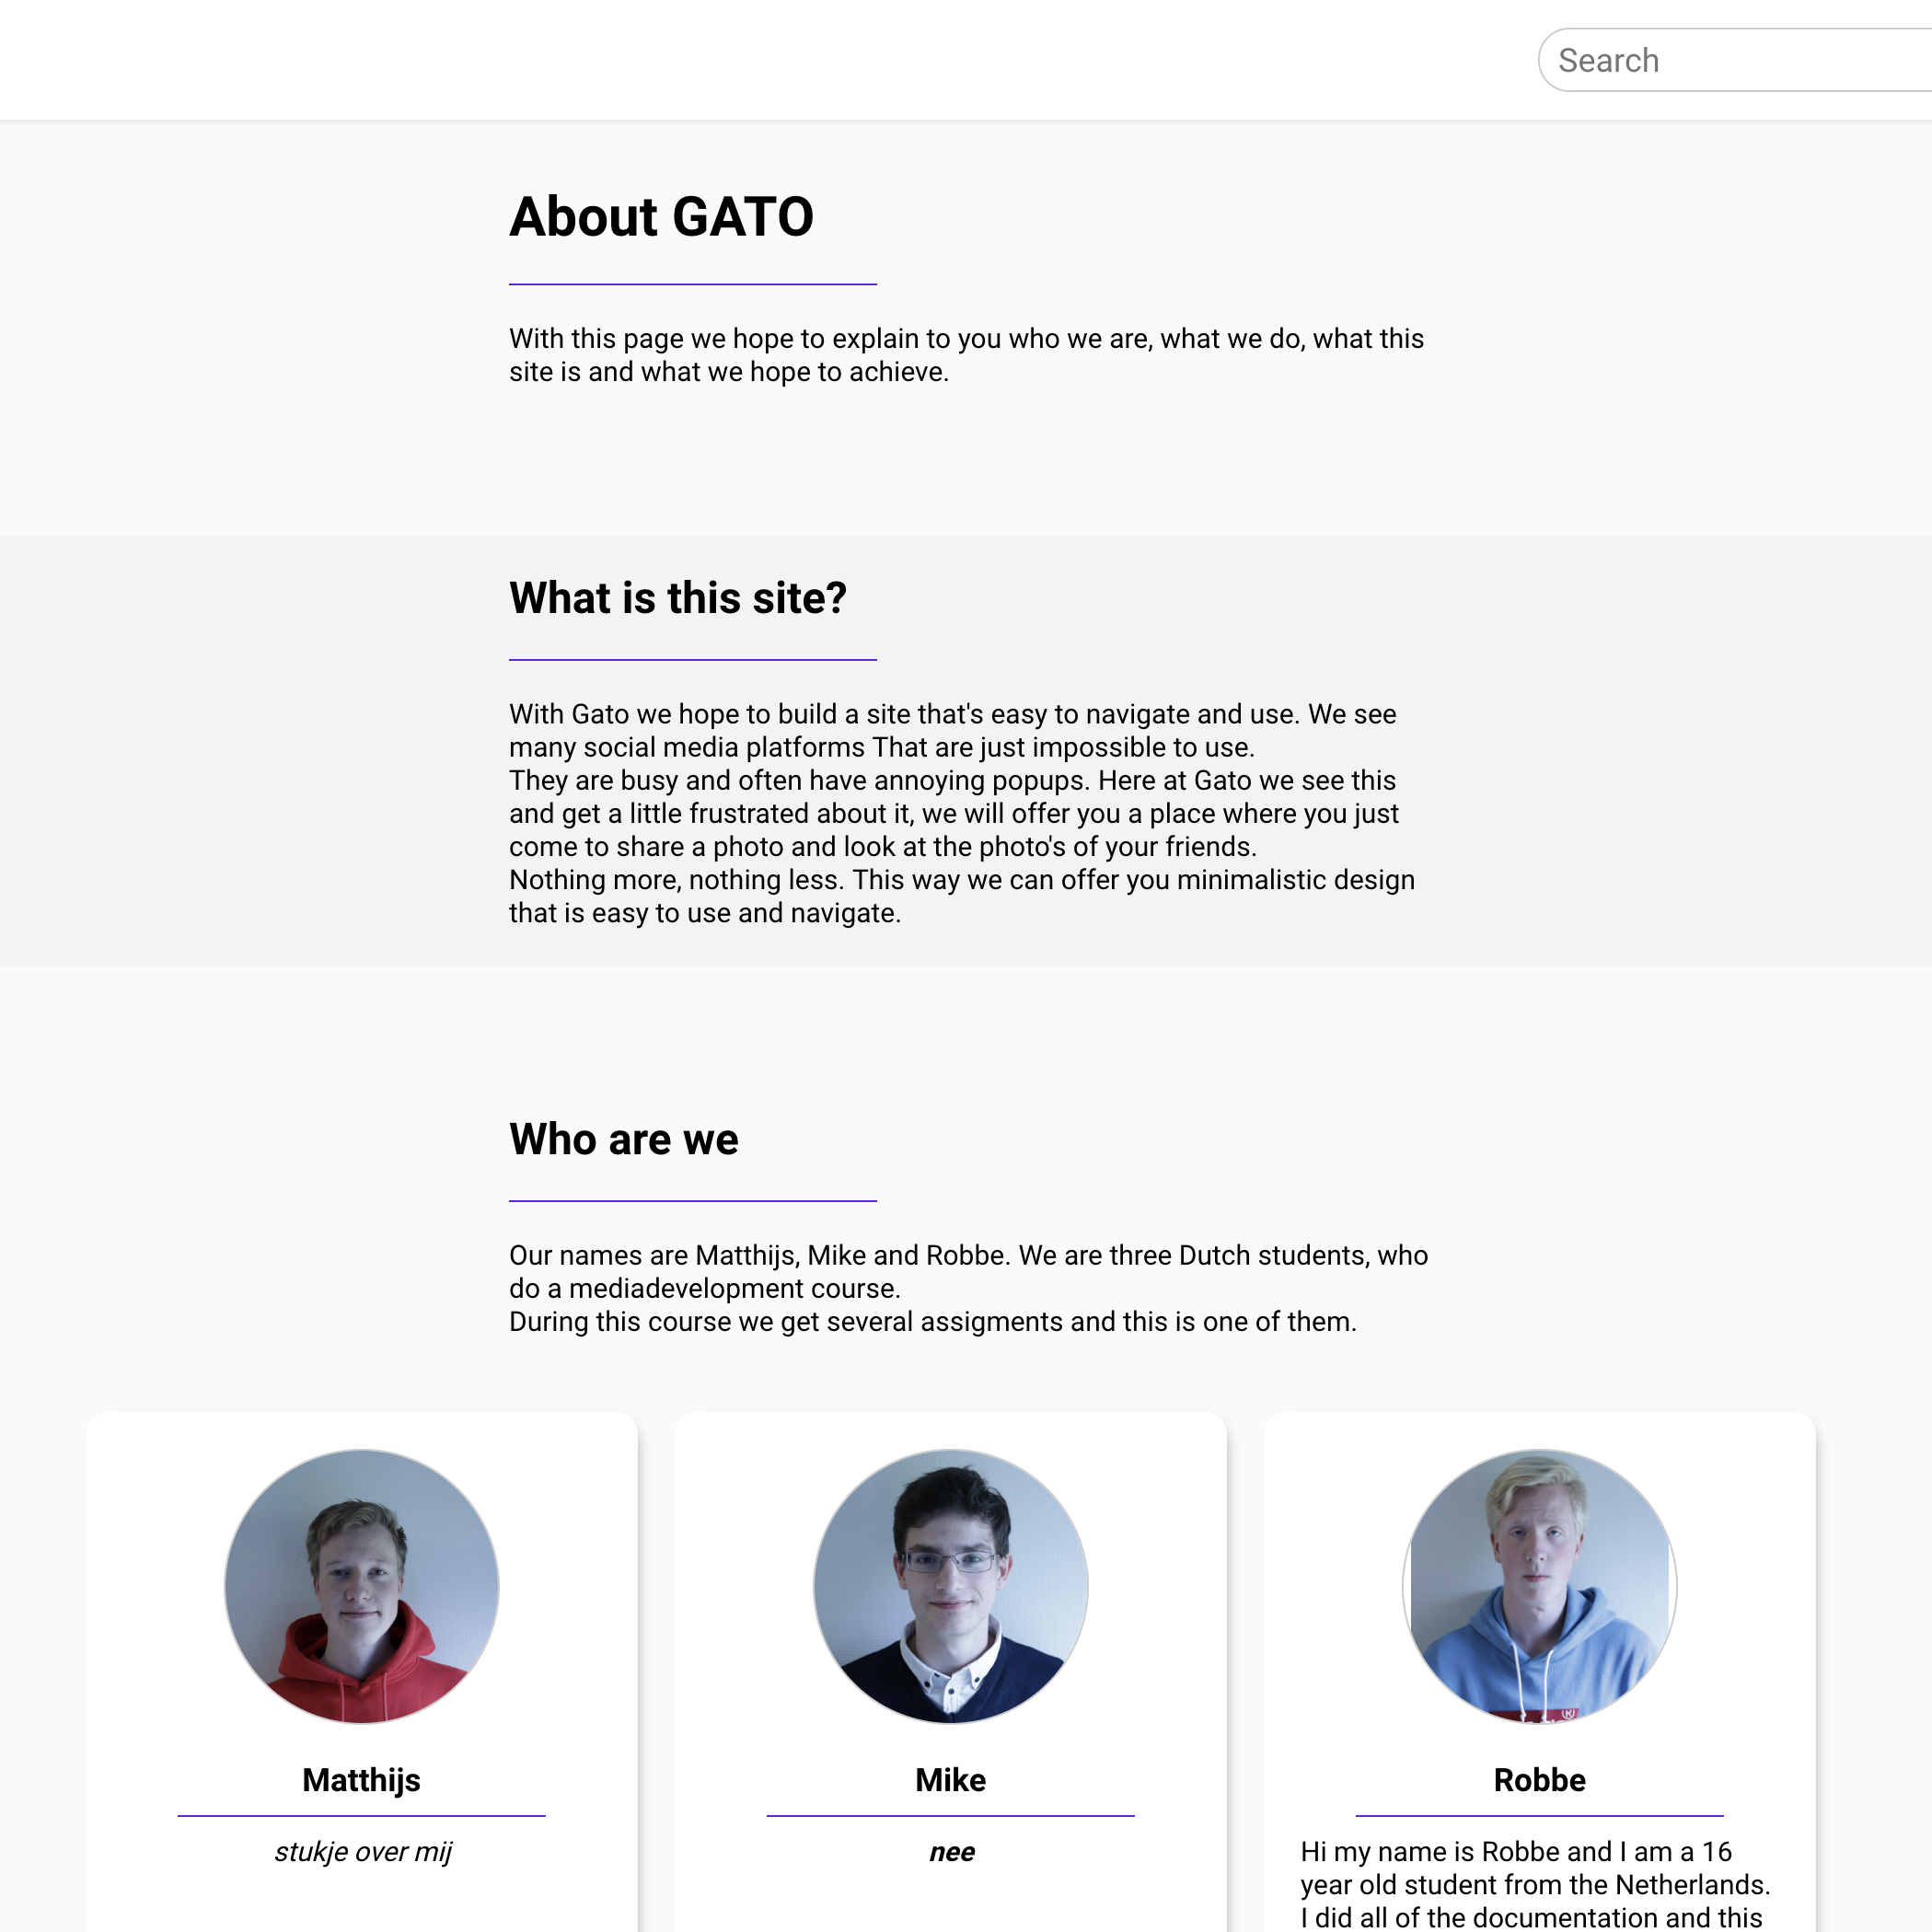 Search
About GATO
With this page we hope to explain to you who we are, what we do, what this
site is and what we hope to achieve.
What is this site?
With Gato we hope to build a site that's easy to navigate and use. We see
many social media platforms That are just impossible to use.
They are busy and often have annoying popups. Here at Gato we see this
and get a little frustrated about it, we will offer you a place where you just
come to share a photo and look at the photo's of your friends.
Nothing more, nothing less. This way we can offer you minimalistic design
that is easy to use and navigate.
Who are we
Our names are Matthijs, Mike and Robbe. We are three Dutch students, who
do a mediadevelopment course.
During this course we get several assigments and this is one of them.
Matthijs
stukje over mij
Mike
nee
Robbe
Hi my name is Robbe and I am a 16
year old student from the Netherlands.
I did all of the documentation and this